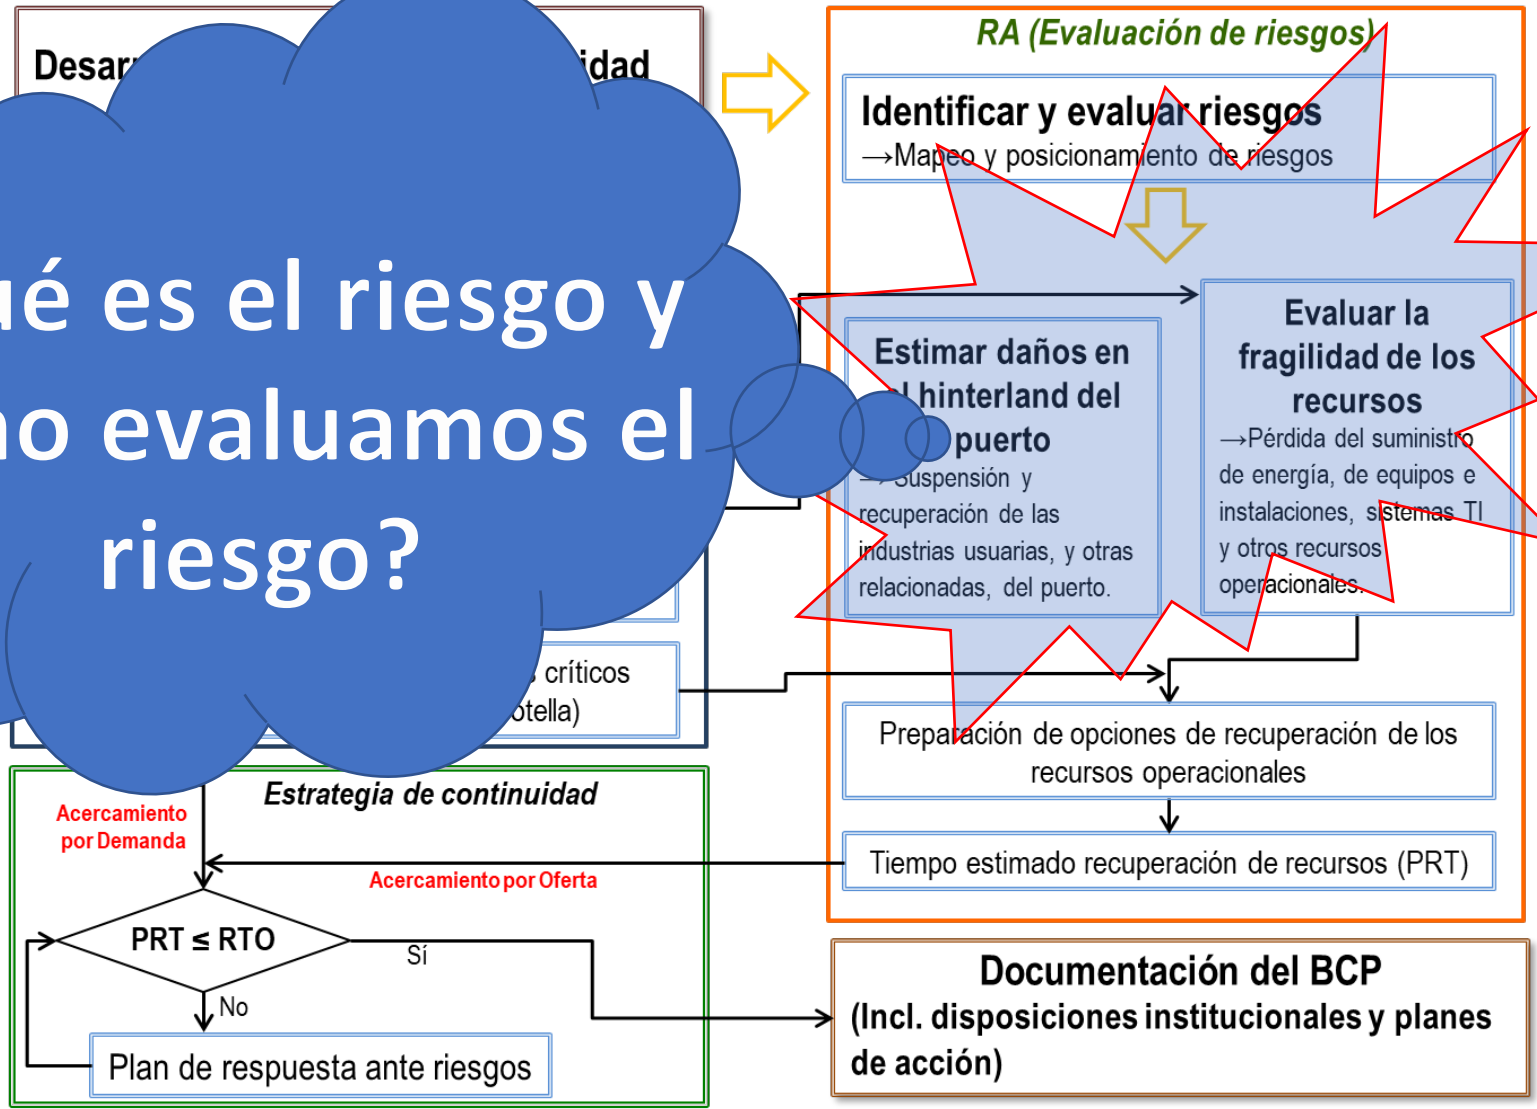 idad
ué es el riesgo y
evaluamos el
riesgo?
críticos
RA (Evaluación de riesgos)
Identificar y evaluar riesgos
→Mapeo y posicionamiento de riesgos
Estimar daños en
el hinterland del
puerto
→ Suspensión y
recuperación de las
industrias usuarias, y otras
relacionadas, del puerto.
Evaluar la
fragilidad de los
recursos
→Pérdida del suministro
de energía, de equipos e
instalaciones, sistemas TI
y otros recursos
operacionales.
Preparación de opciones de recuperación de los
recursos operacionales
Tiempo estimado recuperación de recursos (PRT)
Estrategia de continuidad
Acercamiento
por Demanda
Acercamiento por Oferta
PRT ≤ RTO
Sí
No
Plan de respuesta ante riesgos
Documentación del BCP
(Incl. disposiciones institucionales y planes
de acción)